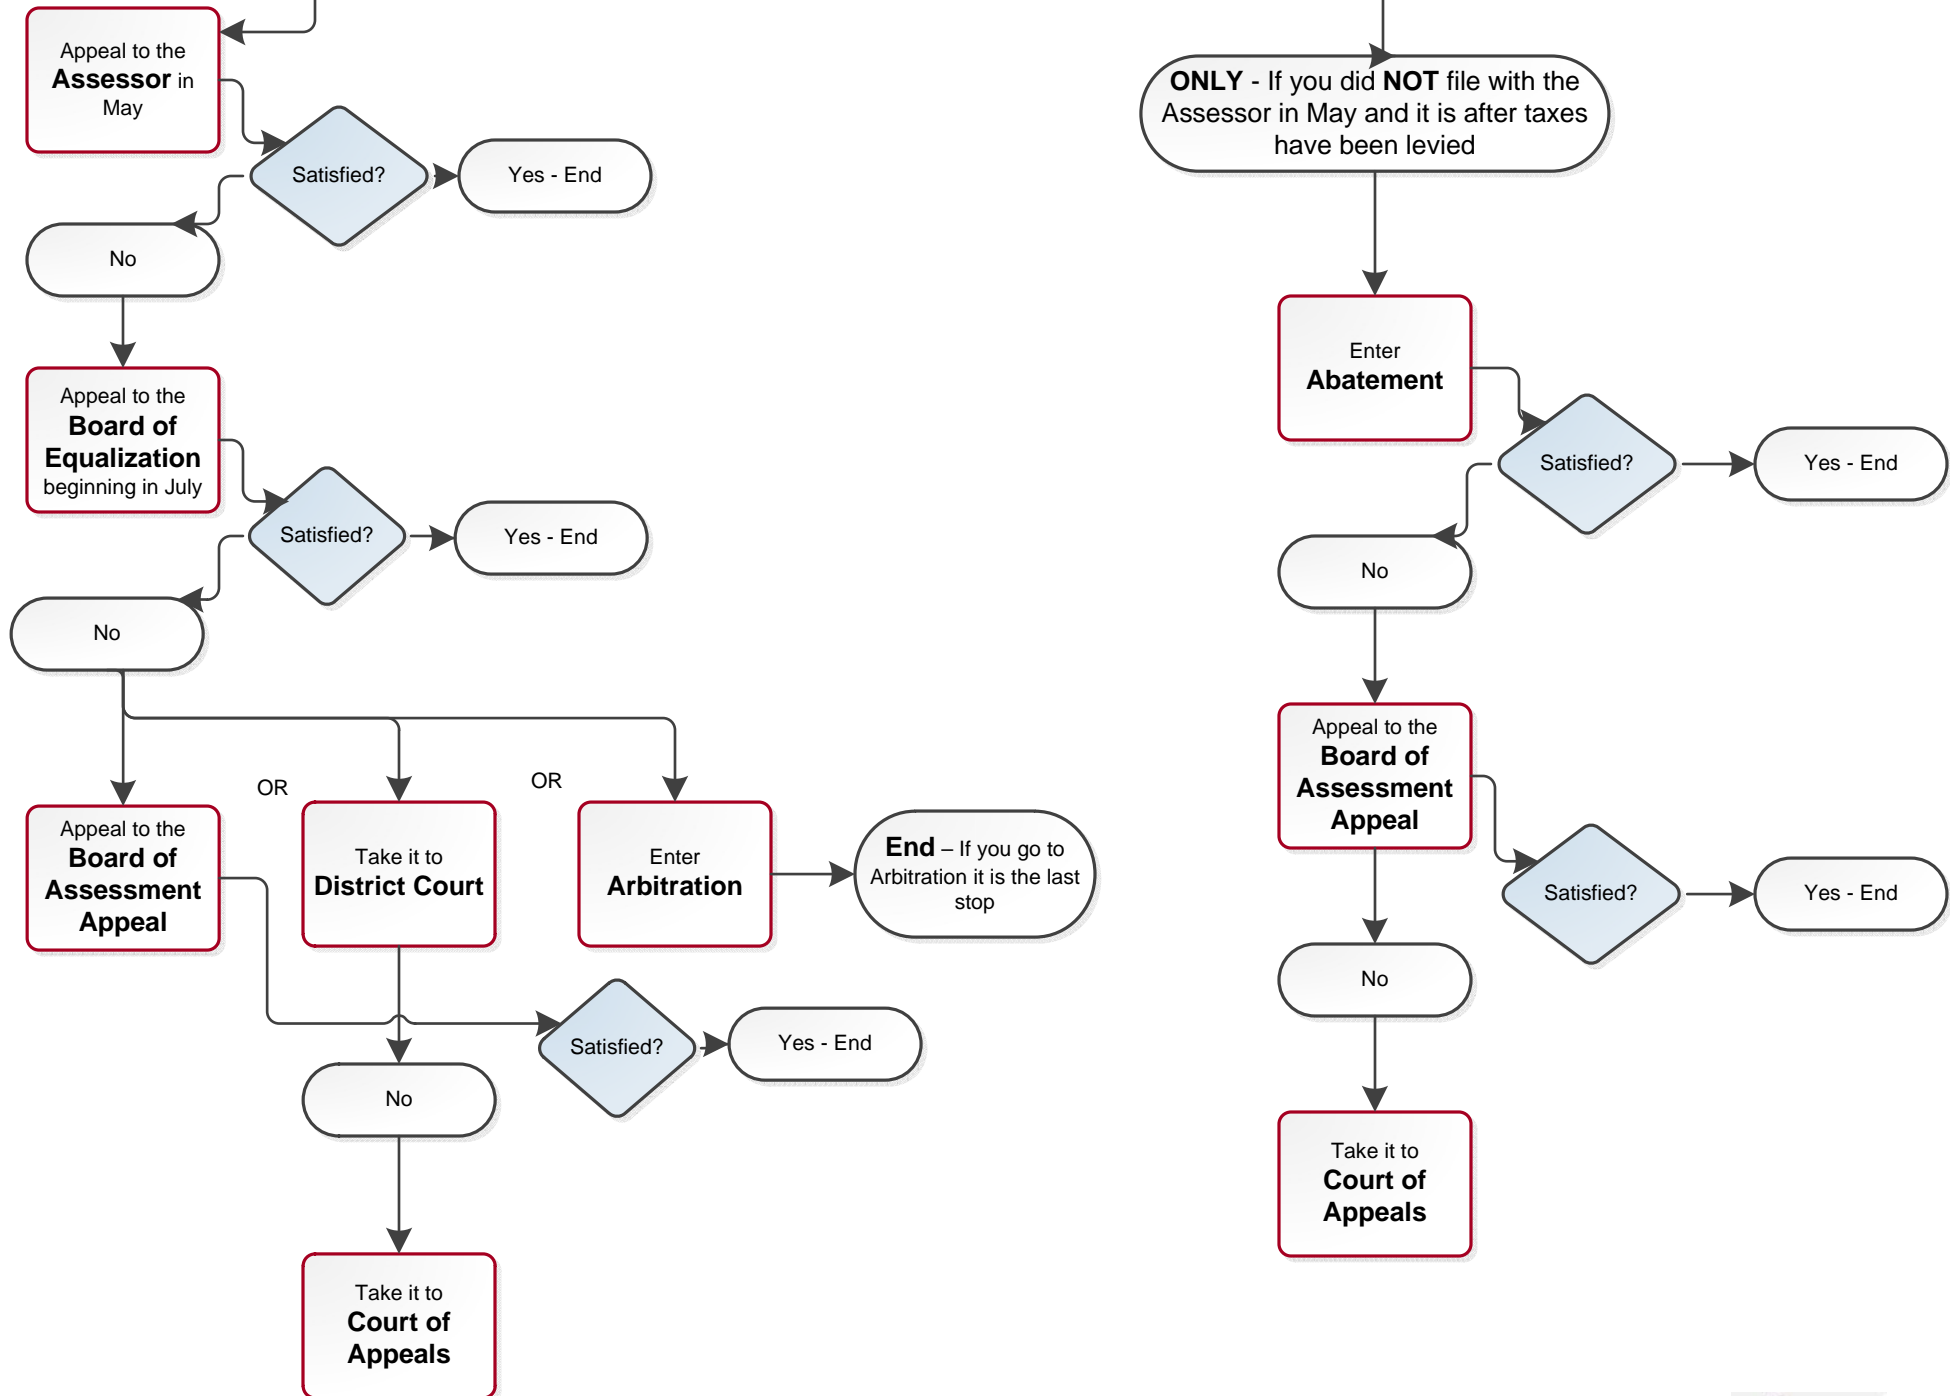 Appeal to the
Assessor in
May
Satisfied?
Yes - End
No
Appeal to the
Board of
Equalization
beginning in July
Satisfied?
Yes - End
No
OR
OR
Appeal to the
Board of
Assessment
Appeal
Take it to
District Court
Enter
Arbitration
End – If you go to
Arbitration it is the last
stop
Satisfied?
Yes - End
No
Take it to
Court of
Appeals
ONLY - If you did NOT file with the
Assessor in May and it is after taxes
have been levied
Enter
Abatement
Satisfied?
Yes - End
No
Appeal to the
Board of
Assessment
Appeal
Satisfied?
Yes - End
No
Take it to
Court of
Appeals